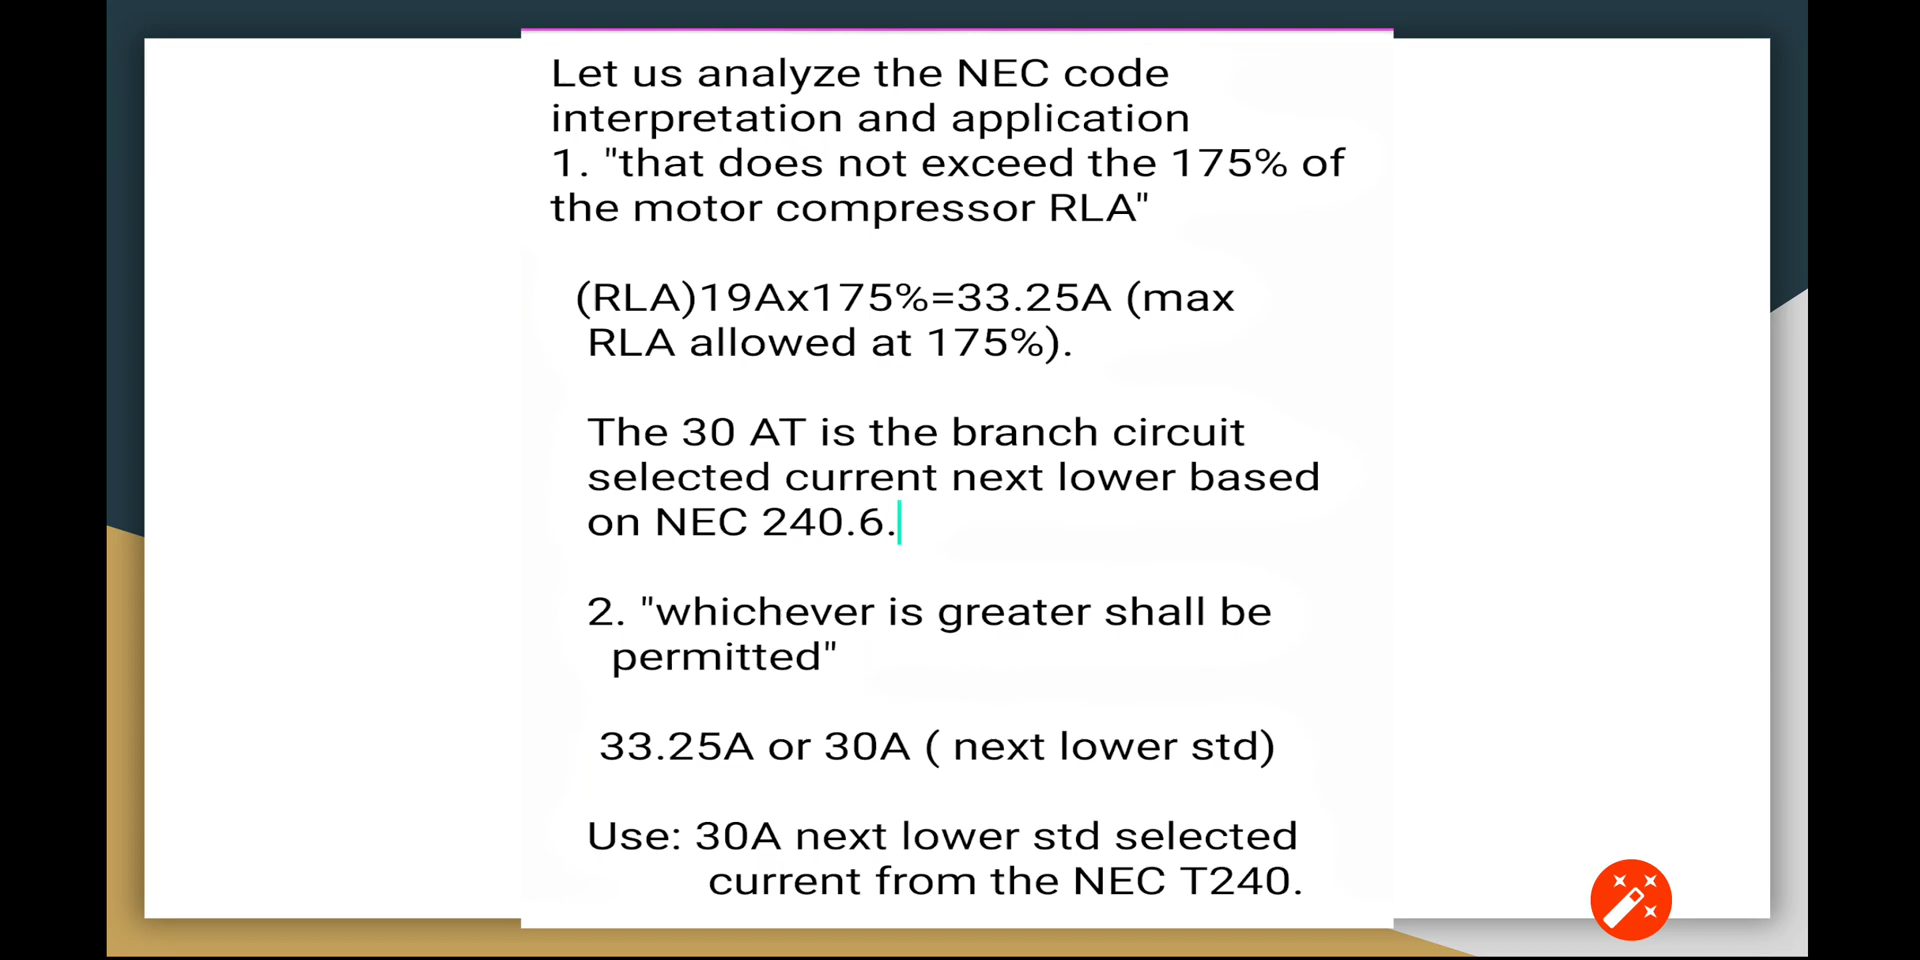 Let us analyze the NEC code
interpretation and application
1. "that does not exceed the 175% of
the motor compressor RLA"
(RLA)19Ax175%=33.25A (max
RLA allowed at 175%).
The 30 AT is the branch circuit
selected current next lower based
on NEC 240.6.
2. "whichever is greater shall be
permitted"
33.25A or 30A ( next lower std)
Use: 30A next lower std selected
current from the NEC T240.